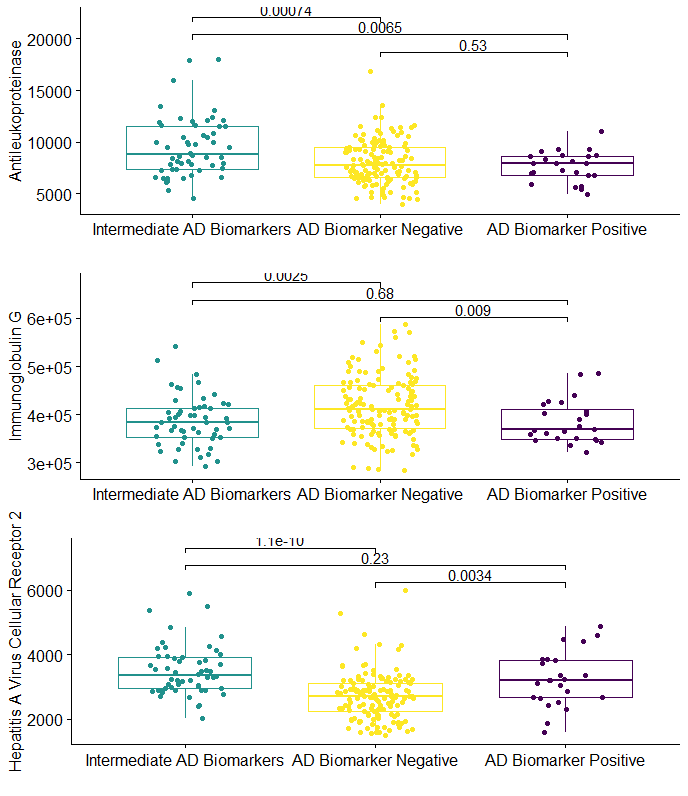 Antileukoproteinase
0.00074
0.0065
0.53
20000
15000
10000
5000
Intermediate AD Biomarkers AD Biomarker Negative AD Biomarker Positive
Immunoglobulin G
0.0025
0.68
0.009
6e+05
5e+05
4e+05
3e+05
Intermediate AD Biomarkers AD Biomarker Negative AD Biomarker Positive
Hepatitis A Virus Cellular Receptor 2
1.1e-10
0.23
0.0034
6000
4000
2000
Intermediate AD Biomarkers AD Biomarker Negative AD Biomarker Positive